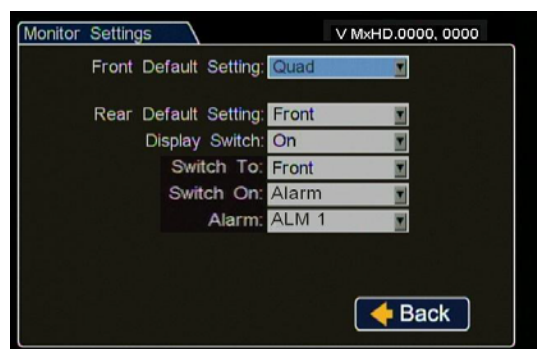 Monitor Settings
V MxHD.0000, 0000
Front Default Setting: Quad
Rear Default Setting: Front
Display Switch: On
Switch To: Front
Switch On: Alarm
Alarm: ALM 1
Back